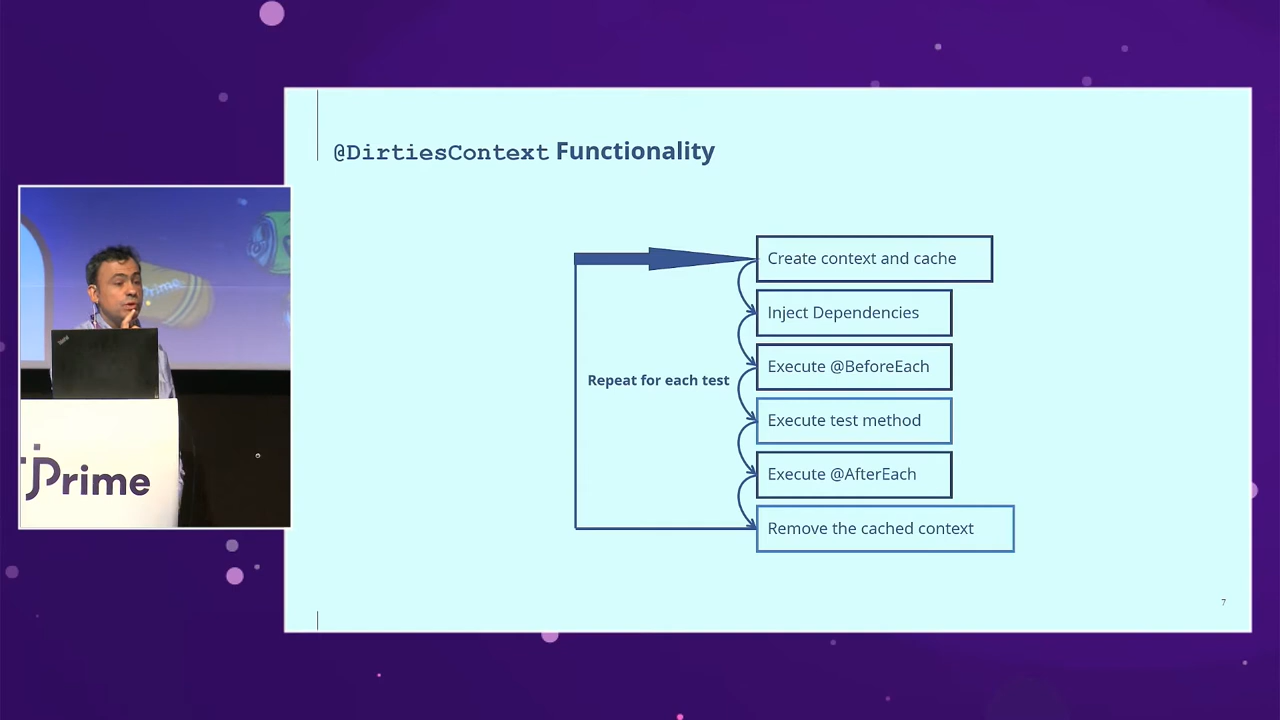 @DirtiesContext Functionality
Create context and cache
Inject Dependencies
Execute @BeforeEach
Repeat for each test
Execute test method
Execute @AfterEach
Remove the cached context
7
jPrime